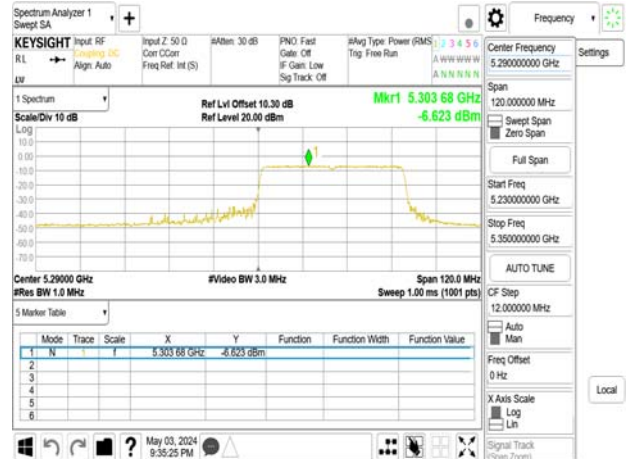 Spectrum Analyzer 1
Swept SA
+
Frequency
KEYSIGHT
RL
Input: RF
Coupling: DC
Align: Auto
Input Z: 50 Ω
Corr CCorr
Freq Ref: Int (S)
#Atten: 30 dB
PNO: Fast
Gate: Off
IF Gain: Low
Sig Track: Off
#Avg Type: Power (RMS
Trig: Free Run
1 2 3 4 5 6
A W W W W W
A N N N N N
Center Frequency
5.290000000 GHz
Settings
Span
120.000000 MHz
Swept Span
Zero Span
Full Span
Start Freq
5.230000000 GHz
Stop Freq
5.350000000 GHz
AUTO TUNE
CF Step
12.000000 MHz
Auto
Man
Freq Offset
0 Hz
X Axis Scale
Log
Lin
Signal Track
(Span Zoom)
Local
1 Spectrum
Scale/Div 10 dB
Ref Lvl Offset 10.30 dB
Ref Level 20.00 dBm
Mkr1 5.303 68 GHz
-6.623 dBm
Log
10.0
0.00
-10.0
-20.0
-30.0
-40.0
-50.0
-60.0
-70.0
1
Center 5.29000 GHz
#Res BW 1.0 MHz
#Video BW 3.0 MHz
Span 120.0 MHz
Sweep 1.00 ms (1001 pts)
5 Marker Table
Mode Trace Scale X Y Function Function Width Function Value
1 N 1 f 5.303 68 GHz -6.623 dBm
2
3
4
5
6
?
May 03, 2024
9:35:25 PM